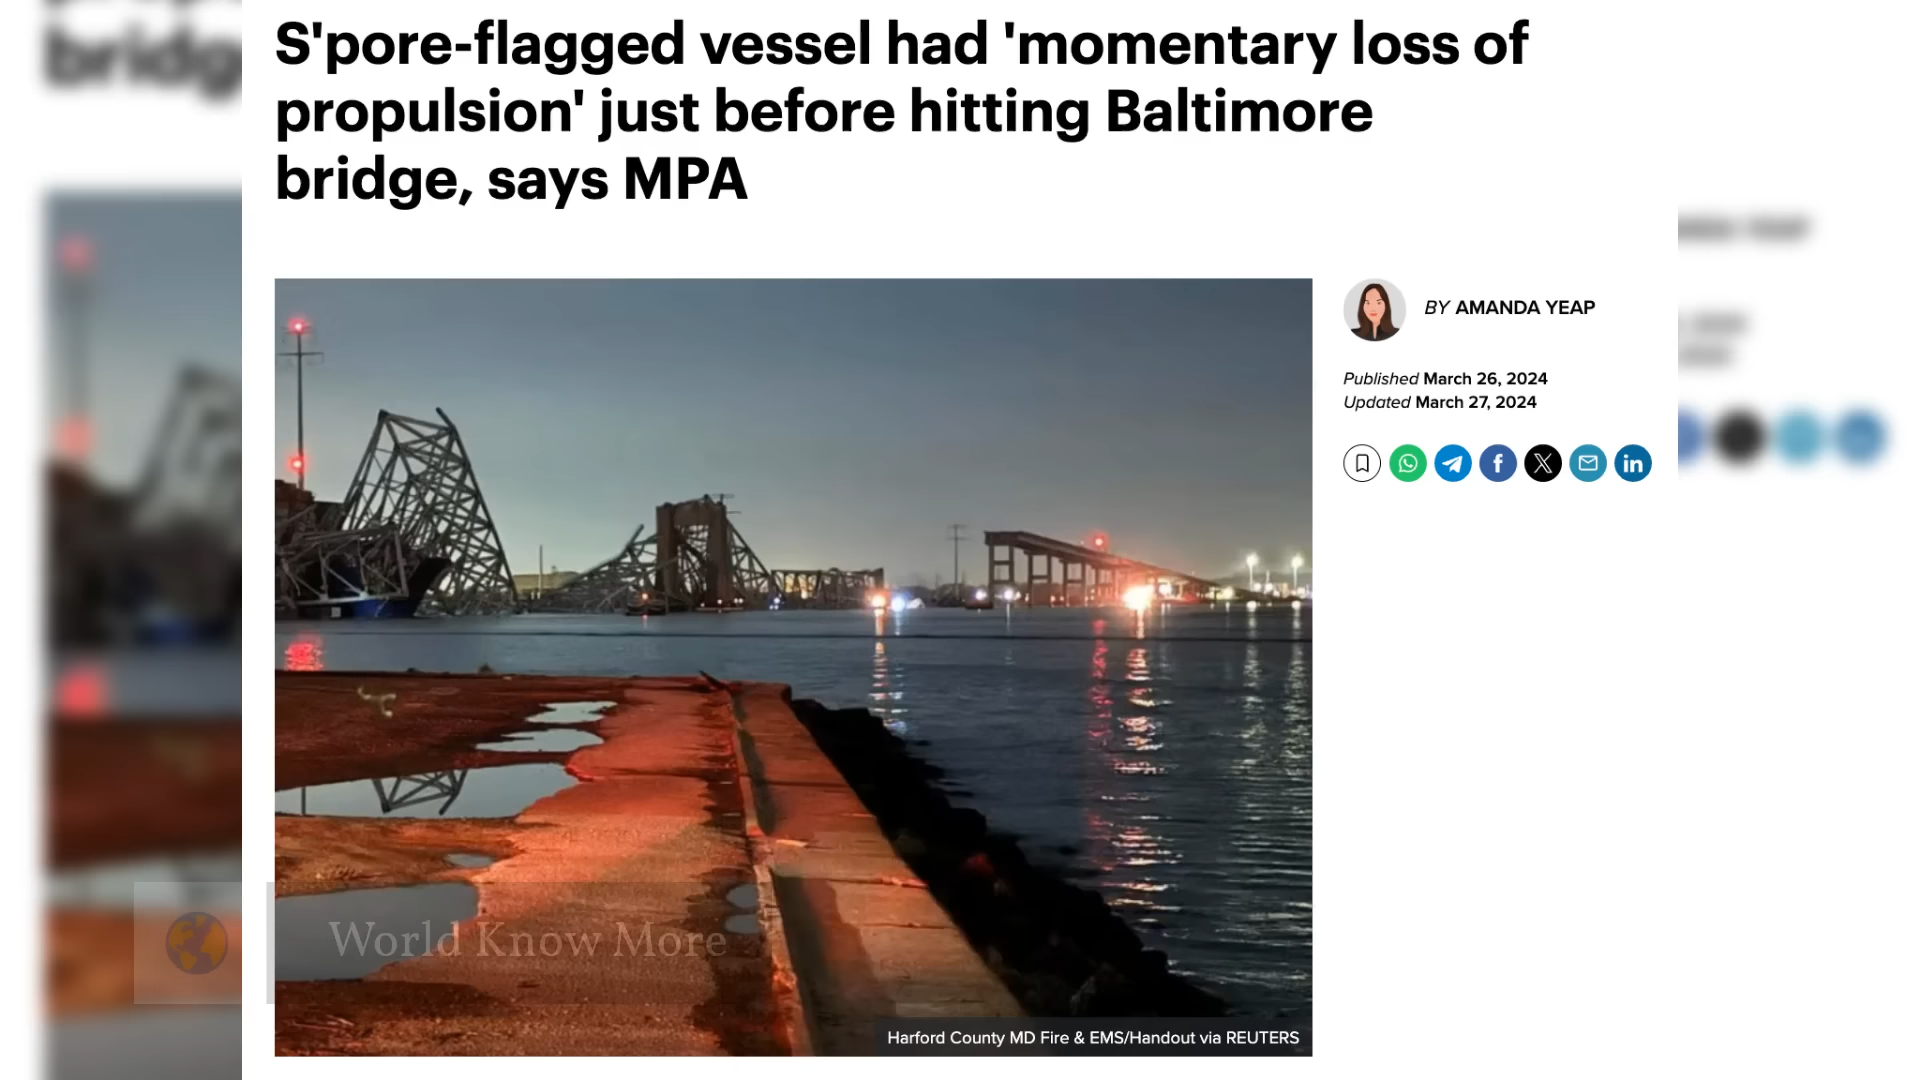 S'pore-flagged vessel had 'momentary loss of
propulsion' just before hitting Baltimore
bridge, says MPA
BY AMANDA YEAP
Published March 26, 2024
Updated March 27, 2024
World Know More
Harford County MD Fire & EMS/Handout via REUTERS